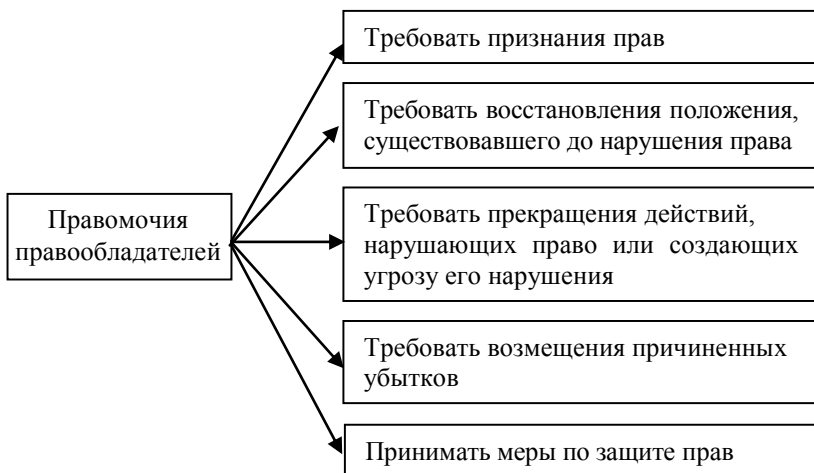 Требовать признания прав
Требовать восстановления положения,
существовавшего до нарушения права
Правомочия
правообладателей
Требовать прекращения действий,
нарушающих право или создающих
угрозу его нарушения
Требовать возмещения причиненных
убытков
Принимать меры по защите прав